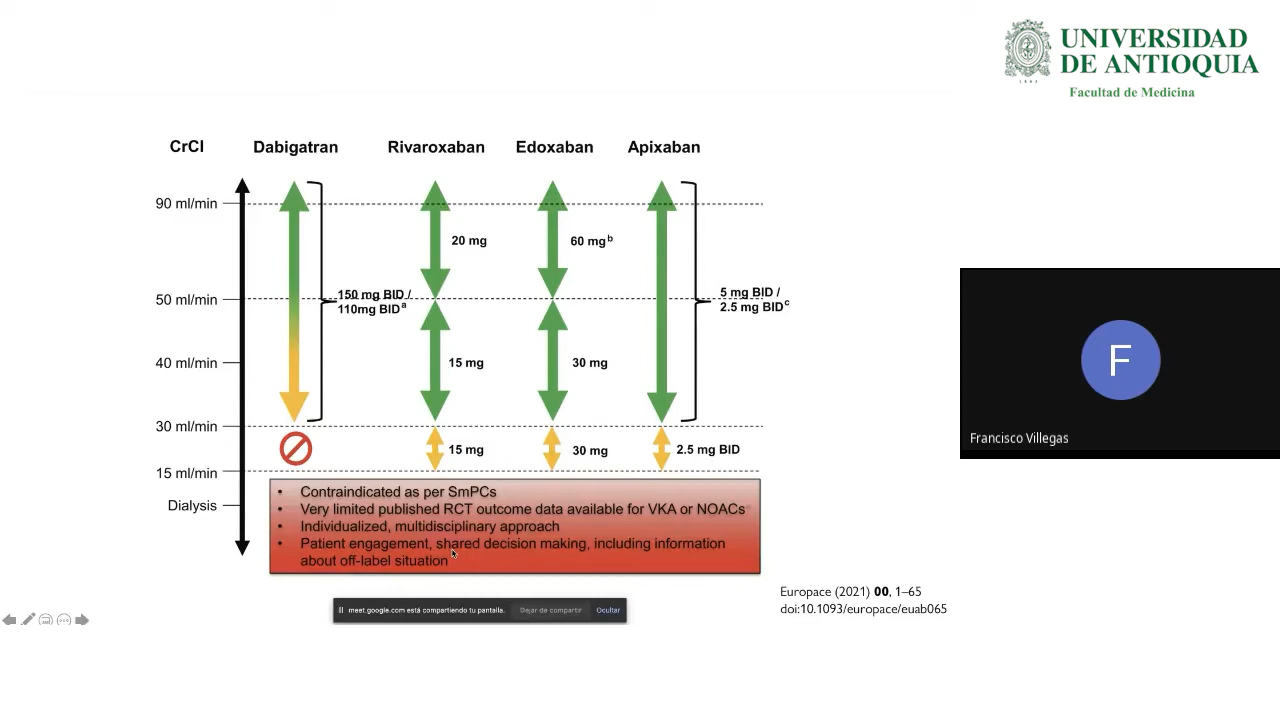 UNIVERSIDAD
DE ANTIOQUIA
1803
Facultad de Medicina
CrCl Dabigatran Rivaroxaban Edoxaban Apixaban
90 ml/min
20 mg 60 mg b
50 ml/min
150 mg BID /
110mg BID a
5 mg BID /
2.5 mg BID c
40 ml/min 15 mg 30 mg
30 ml/min
15 mg 30 mg 2.5 mg BID
15 ml/min
Dialysis
• Contraindicated as per SmPCs
• Very limited published RCT outcome data available for VKA or NOACs
• Individualized, multidisciplinary approach
• Patient engagement, shared decision making, including information
about off-label situation
Europace (2021) 00, 1–65
doi:10.1093/europace/euab065
meet.google.com está compartiendo tu pantalla. Dejar de compartir Ocultar
F
Francisco Villegas